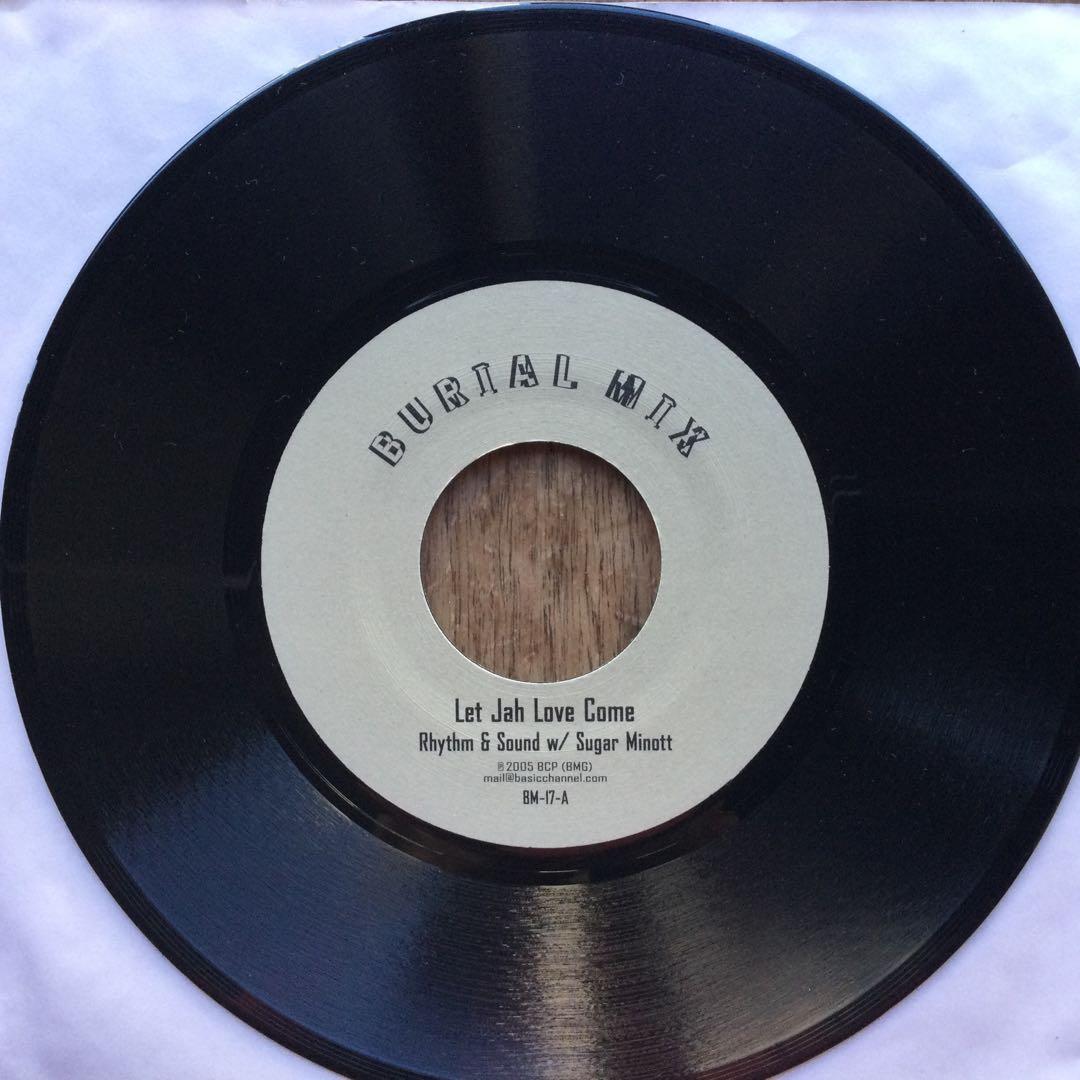 BURIAL MIX
Let Jah Love Come
Rhythm & Sound w/ Sugar Minott
℗ 2005 BCP (BMG)
mail@basicchannel.com
BM-17-A